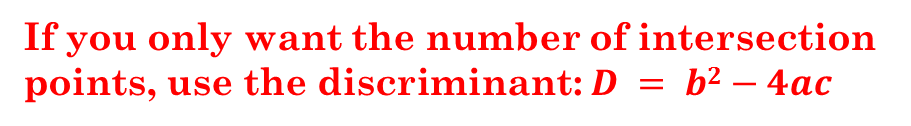 If you only want the number of intersection
points, use the discriminant: D = b² – 4ac